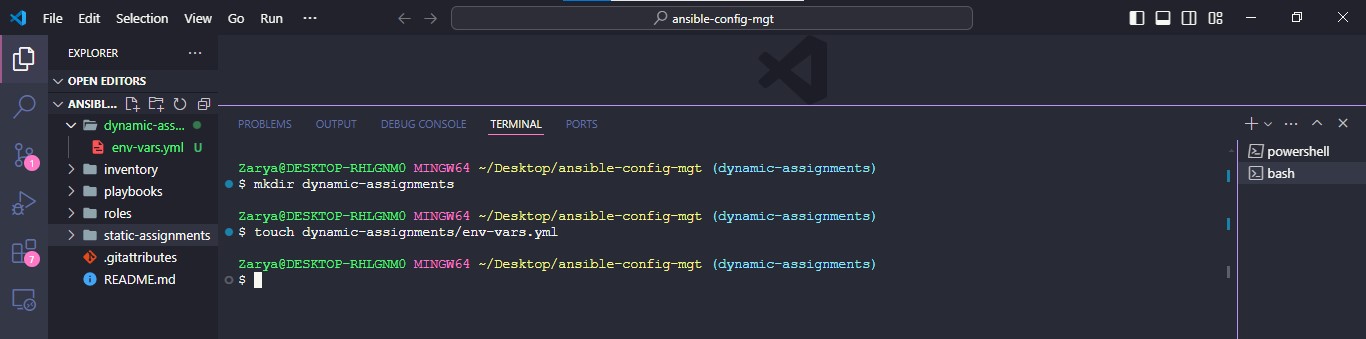 File Edit Selection View Go Run ··· ansible-config-mgt
EXPLORER ···
OPEN EDITORS
ANSIBL...
dynamic-ass...
env-vars.yml U
inventory
playbooks
roles
static-assignments
.gitattributes
README.md
1
7
PROBLEMS OUTPUT DEBUG CONSOLE TERMINAL PORTS
Zarya@DESKTOP-RHLGNM0 MINGW64 ~/Desktop/ansible-config-mgt (dynamic-assignments)
$ mkdir dynamic-assignments
Zarya@DESKTOP-RHLGNM0 MINGW64 ~/Desktop/ansible-config-mgt (dynamic-assignments)
$ touch dynamic-assignments/env-vars.yml
Zarya@DESKTOP-RHLGNM0 MINGW64 ~/Desktop/ansible-config-mgt (dynamic-assignments)
$
powershell
bash